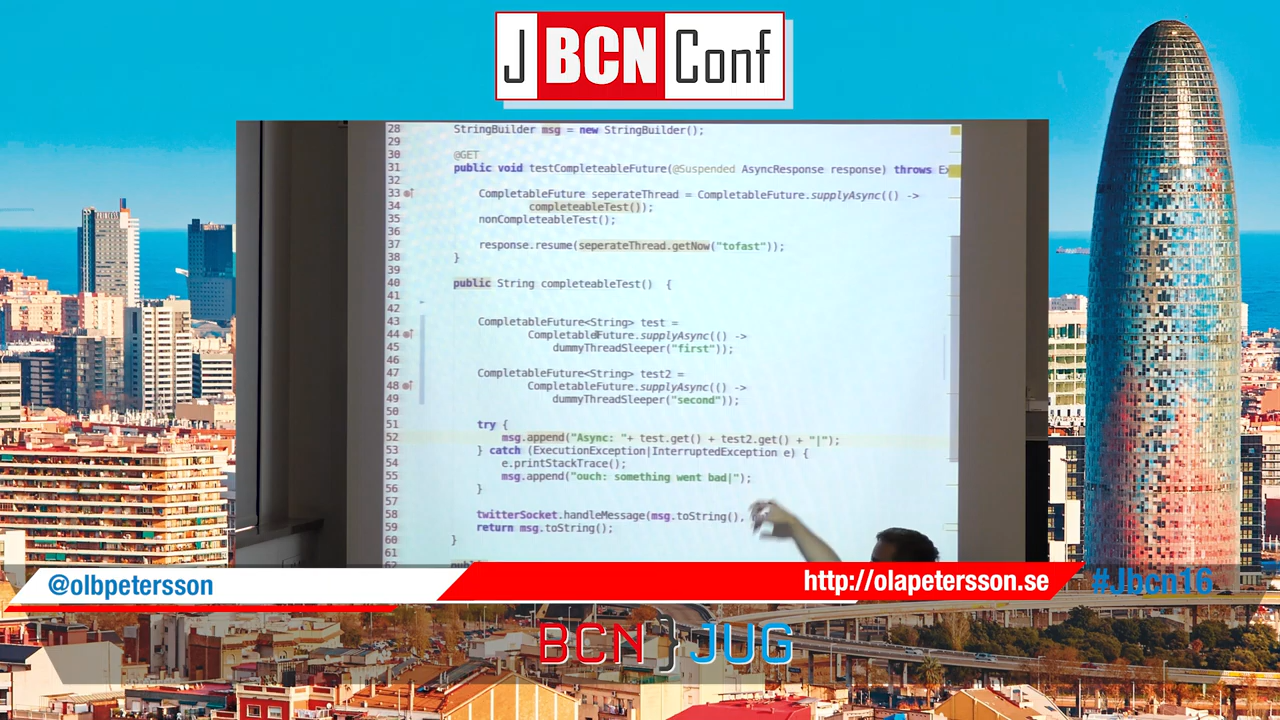 J BCN Conf
28 StringBuilder msg = new StringBuilder();
29
30 @GET
31 public void testCompleteableFuture(@Suspended AsyncResponse response) throws
32
33 CompletableFuture seperateThread = CompletableFuture.supplyAsync(() ->
34 completeableTest());
35 nonCompleteableTest();
36
37 response.resume(seperateThread.getNow("tofast"));
38 }
39
40 public String completeableTest() {
41
42
43 CompletableFuture<String> test =
44 CompletableFuture.supplyAsync(() ->
45 dummyThreadSleeper("first"));
46
47 CompletableFuture<String> test2 =
48 CompletableFuture.supplyAsync(() ->
49 dummyThreadSleeper("second"));
50
51 try {
52 msg.append("Async: "+ test.get() + test2.get() + "|");
53 } catch (ExecutionException|InterruptedException e) {
54 e.printStackTrace();
55 msg.append("ouch: something went bad|");
56 }
57
58 twitterSocket.handleMessage(msg.toString(),
59 return msg.toString();
60 }
61
@olbpetersson
http://olapetersson.se
#Jbcn16
BCN JUG